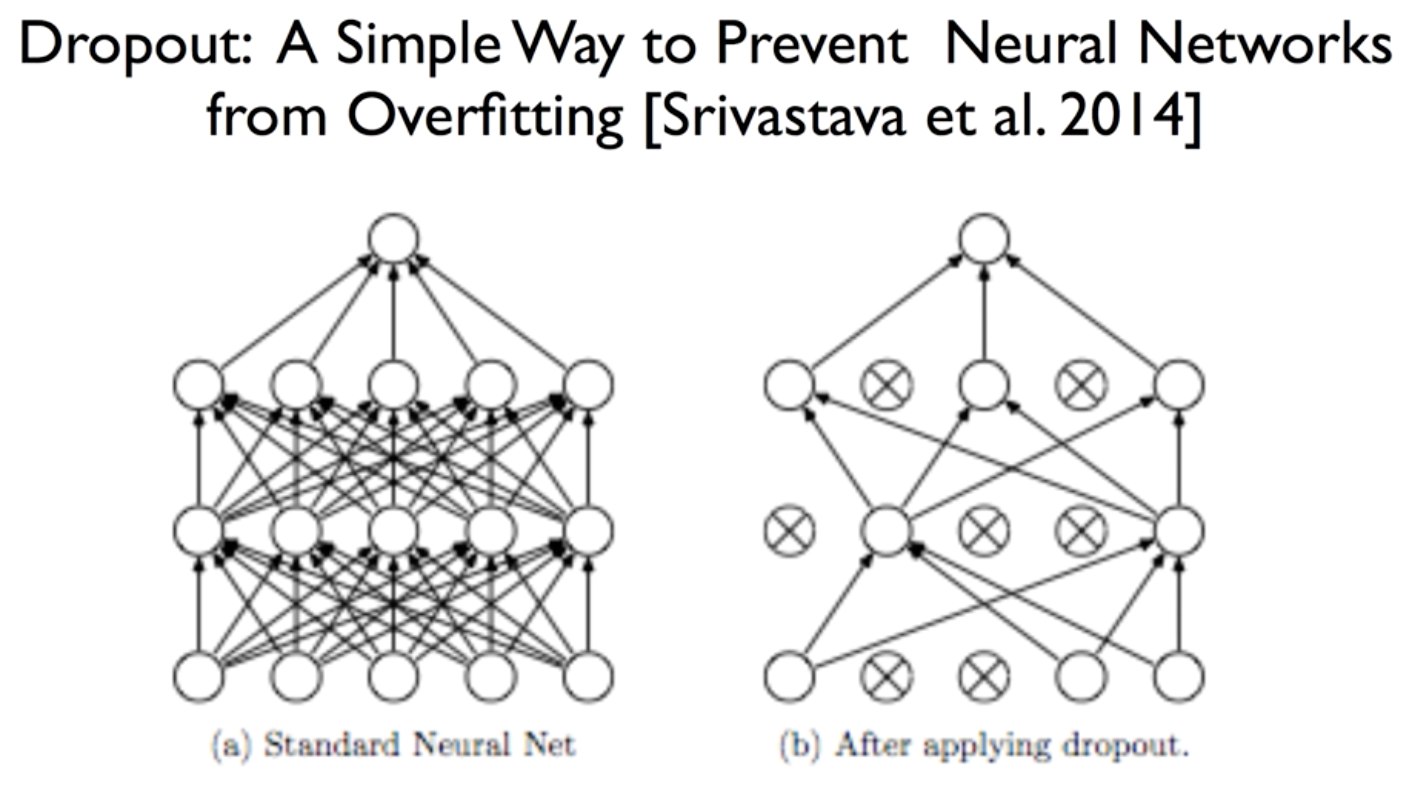 Dropout: A Simple Way to Prevent Neural Networks
from Overfitting [Srivastava et al. 2014]
(a) Standard Neural Net
(b) After applying dropout.